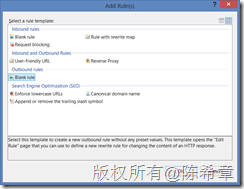 Add Rule(s)
Select a rule template:
Inbound rules
Blank rule
Rule with rewrite map
Request blocking
Inbound and Outbound Rules
User-friendly URL
Reverse Proxy
Outbound rules
Blank rule
Search Engine Optimization (SEO)
Enforce lowercase URLs
Canonical domain name
Append or remove the trailing slash symbol
Select this template to create a new outbound rule without any preset values. This template opens the "Edit
Rule" page that you can use to define a new rewrite rule for changing the content of an HTTP response.
版权所有@陈希章